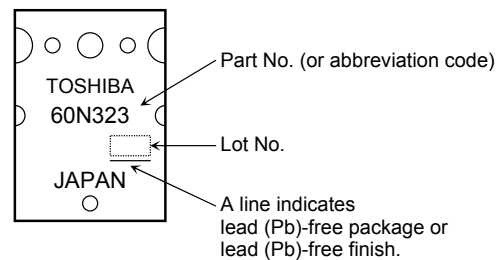 TOSHIBA
60N323
JAPAN
Part No. (or abbreviation code)
Lot No.
A line indicates
lead (Pb)-free package or
lead (Pb)-free finish.